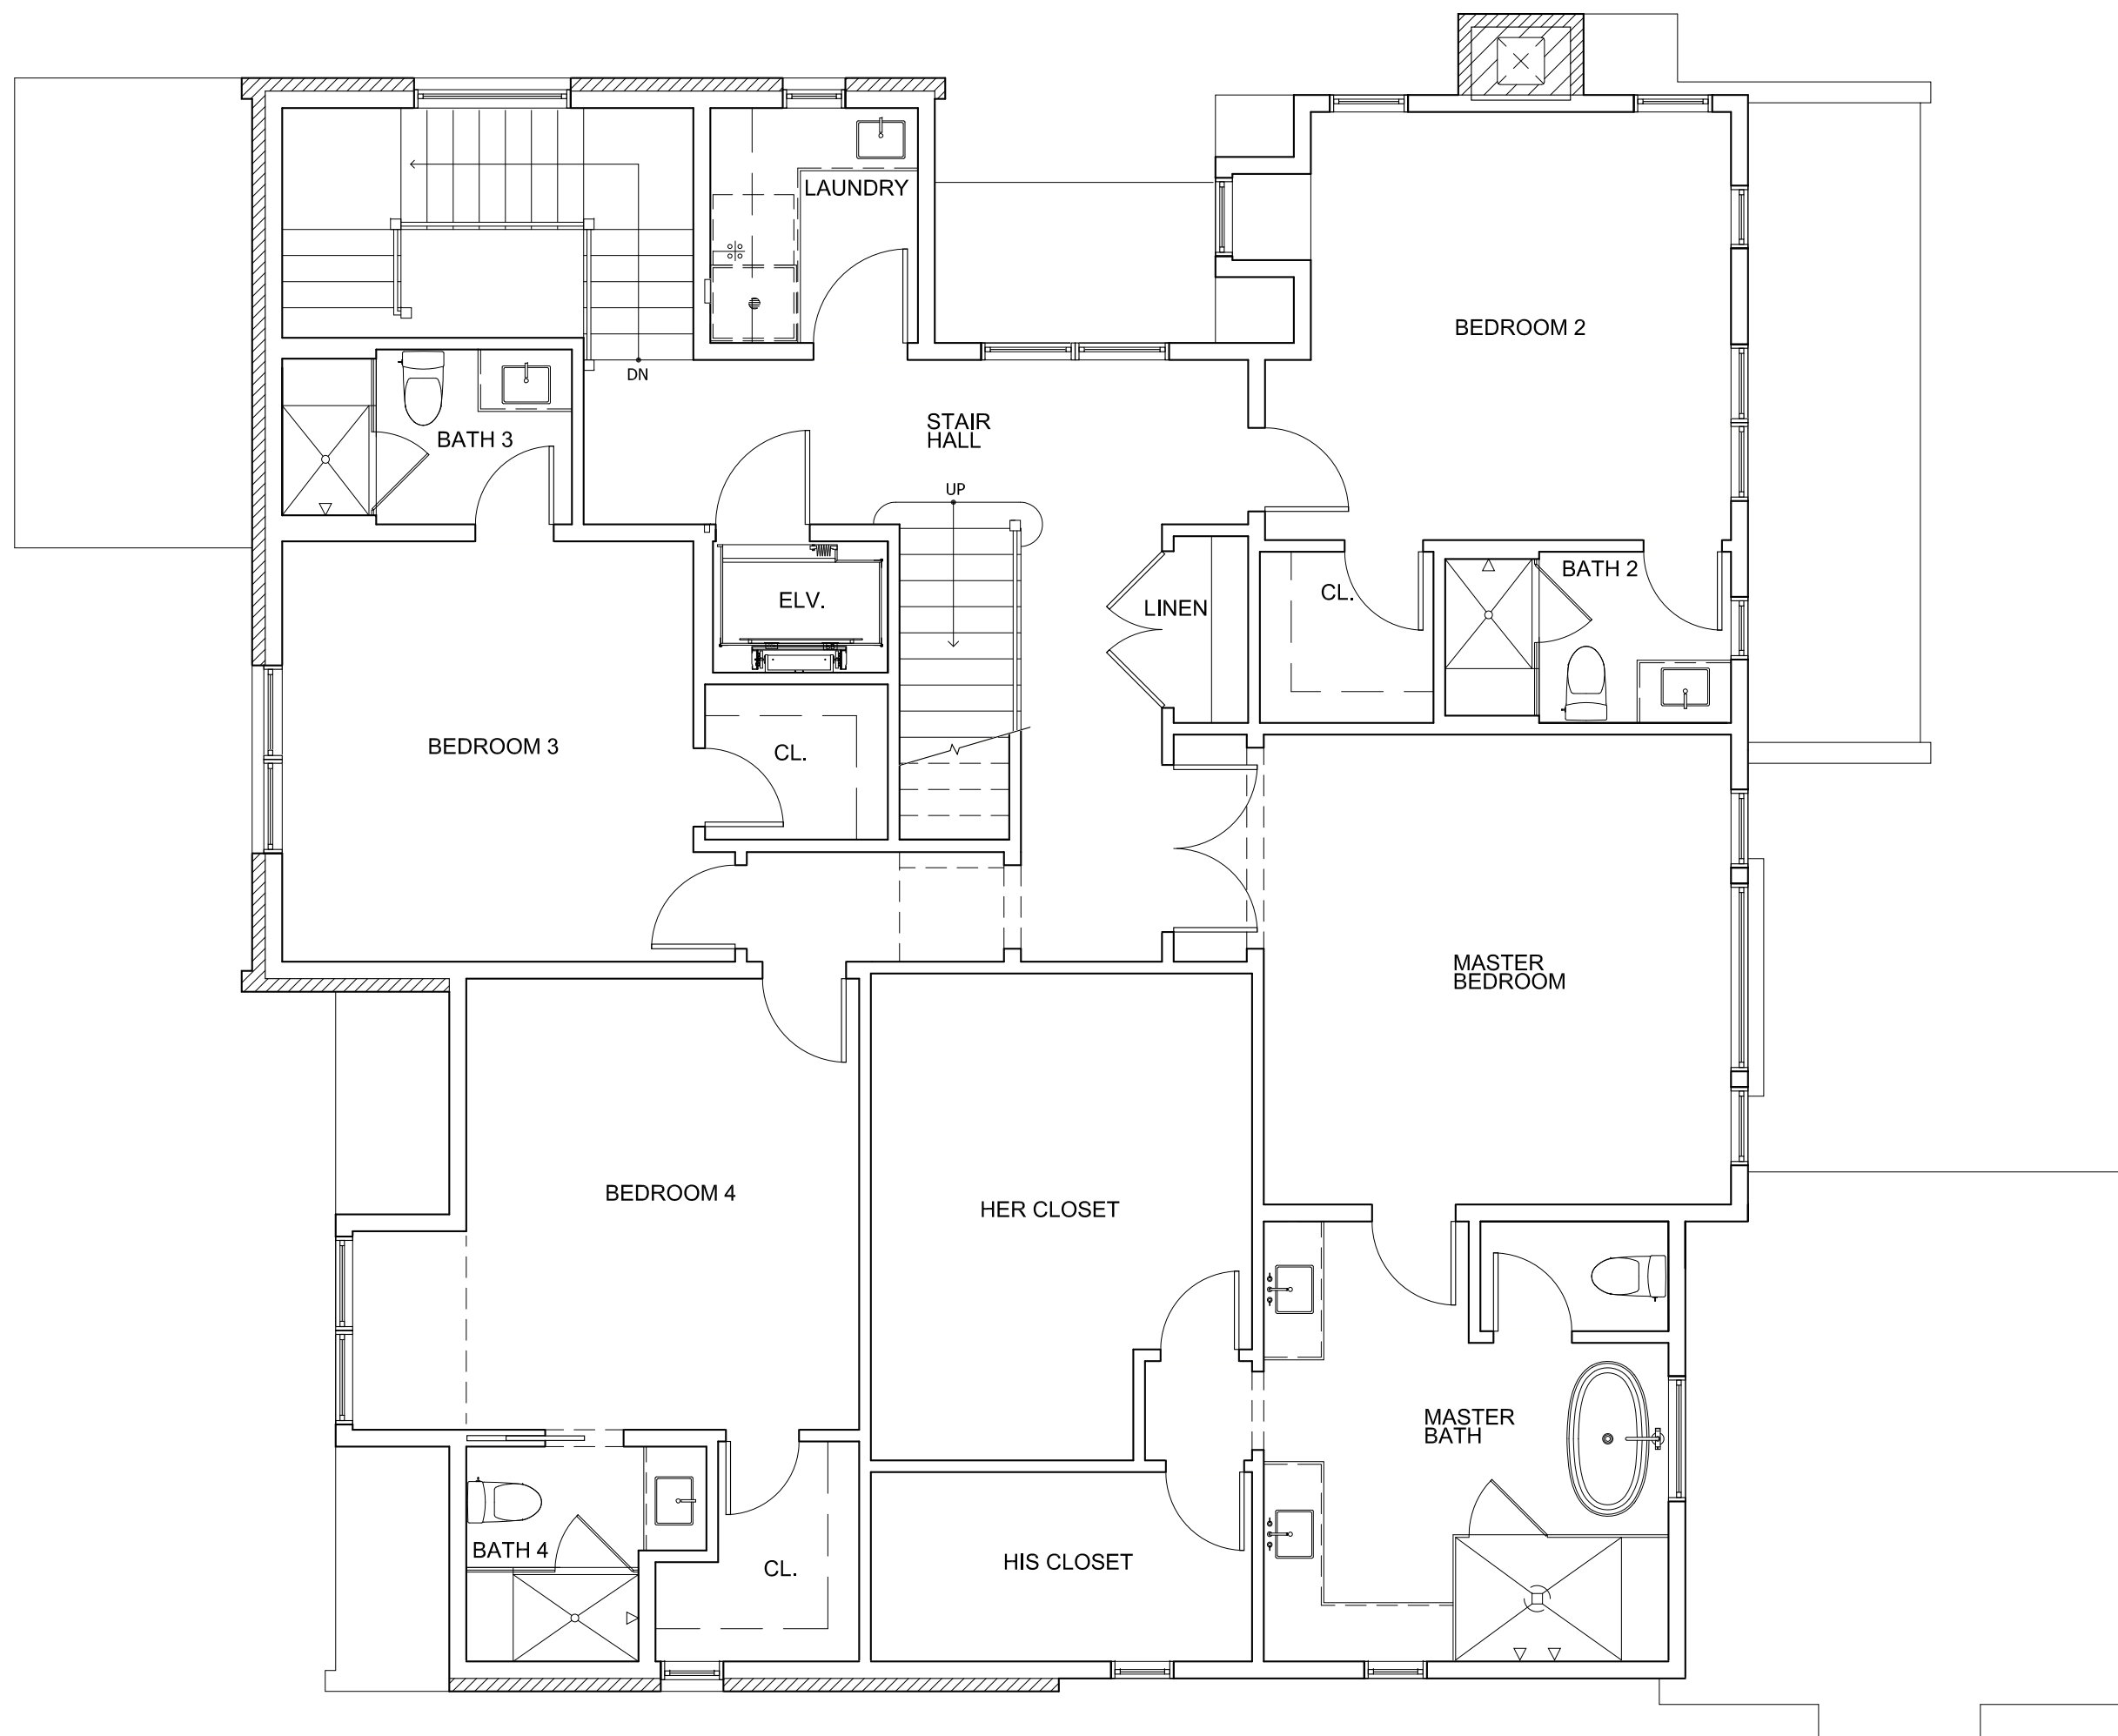 LAUNDRY
BEDROOM 2
DN
STAIR
HALL
BATH 3
UP
BATH 2
CL.
ELV.
LINEN
BEDROOM 3
CL.
MASTER
BEDROOM
BEDROOM 4
HER CLOSET
MASTER
BATH
BATH 4
HIS CLOSET
CL.